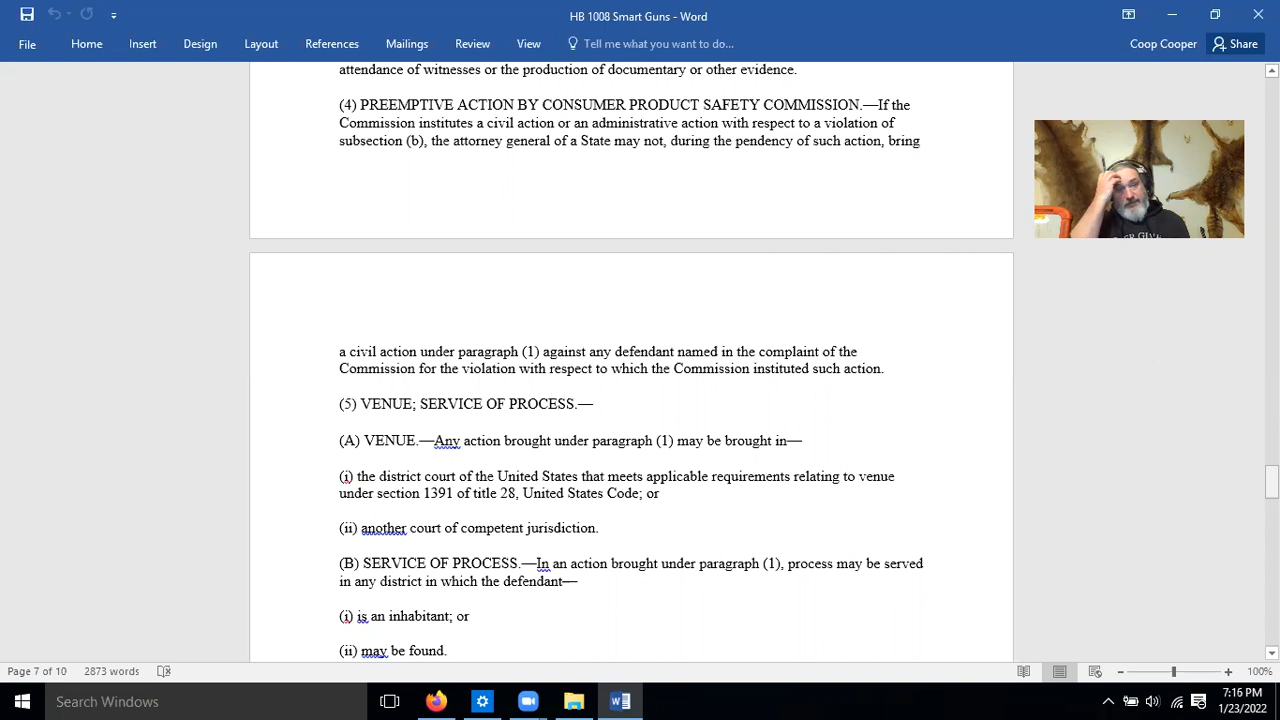 HB 1008 Smart Guns - Word
File Home Insert Design Layout References Mailings Review View Tell me what you want to do... Coop Cooper Share
attendance of witnesses or the production of documentary or other evidence.
(4) PREEMPTIVE ACTION BY CONSUMER PRODUCT SAFETY COMMISSION.—If the
Commission institutes a civil action or an administrative action with respect to a violation of
subsection (b), the attorney general of a State may not, during the pendency of such action, bring
a civil action under paragraph (1) against any defendant named in the complaint of the
Commission for the violation with respect to which the Commission instituted such action.
(5) VENUE; SERVICE OF PROCESS.—
(A) VENUE.—Any action brought under paragraph (1) may be brought in—
(i) the district court of the United States that meets applicable requirements relating to venue
under section 1391 of title 28, United States Code; or
(ii) another court of competent jurisdiction.
(B) SERVICE OF PROCESS.—In an action brought under paragraph (1), process may be served
in any district in which the defendant—
(i) is an inhabitant; or
(ii) may be found.
Page 7 of 10 2873 words 100%
Search Windows
7:16 PM
1/23/2022